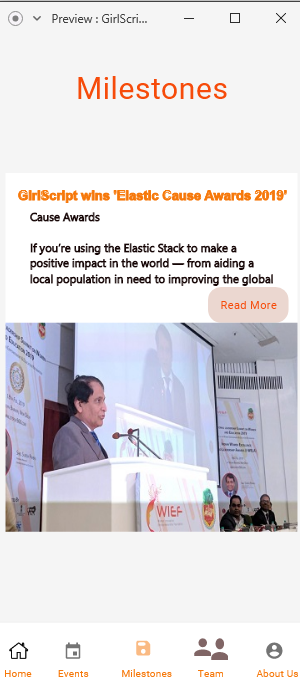 Preview : GirlScri...
Milestones
GirlScript wins 'Elastic Cause Awards 2019'
Cause Awards
If you're using the Elastic Stack to make a
positive impact in the world — from aiding a
local population in need to improving the global
Read More
WIEF
Home Events Milestones Team About Us